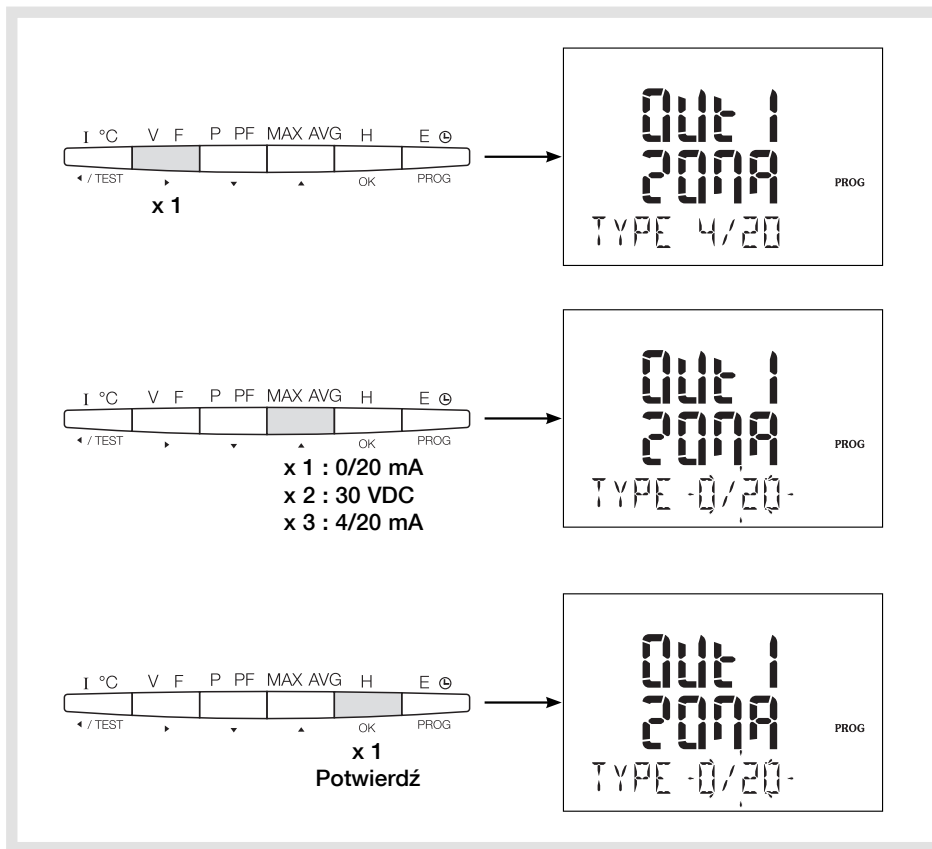 I °C V F P PF MAX AVG H E
/ TEST OK PROG
x 1
Out 1
20mA
PROG
TYPE 4/20
I °C V F P PF MAX AVG H E
/ TEST OK PROG
x 1 : 0/20 mA
x 2 : 30 VDC
x 3 : 4/20 mA
Out 1
20mA
PROG
TYPE 0/20
I °C V F P PF MAX AVG H E
/ TEST OK PROG
x 1
Potwierdź
Out 1
20mA
PROG
TYPE 0/20